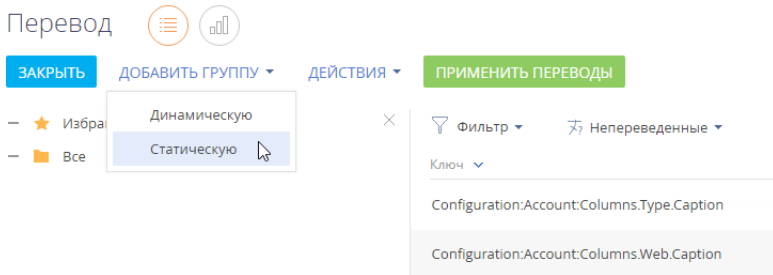 Перевод
ЗАКРЫТЬ ДОБАВИТЬ ГРУППУ ДЕЙСТВИЯ ПРИМЕНИТЬ ПЕРЕВОДЫ
Динамическую
Статическую
Избра
Все
Фильтр Непереведенные
Ключ
Configuration:Account:Columns.Type.Caption
Configuration:Account:Columns.Web.Caption